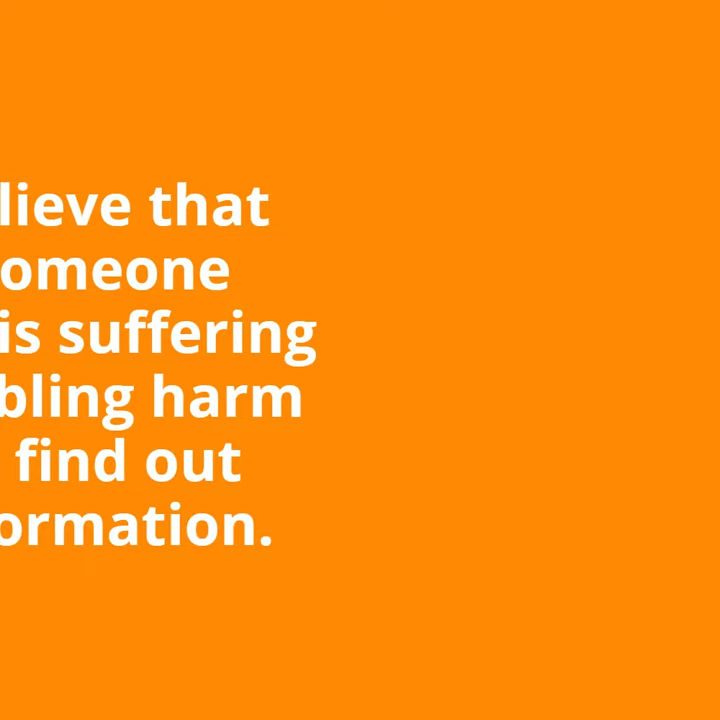 lieve that
omeone
is suffering
bling harm
find out
ormation.